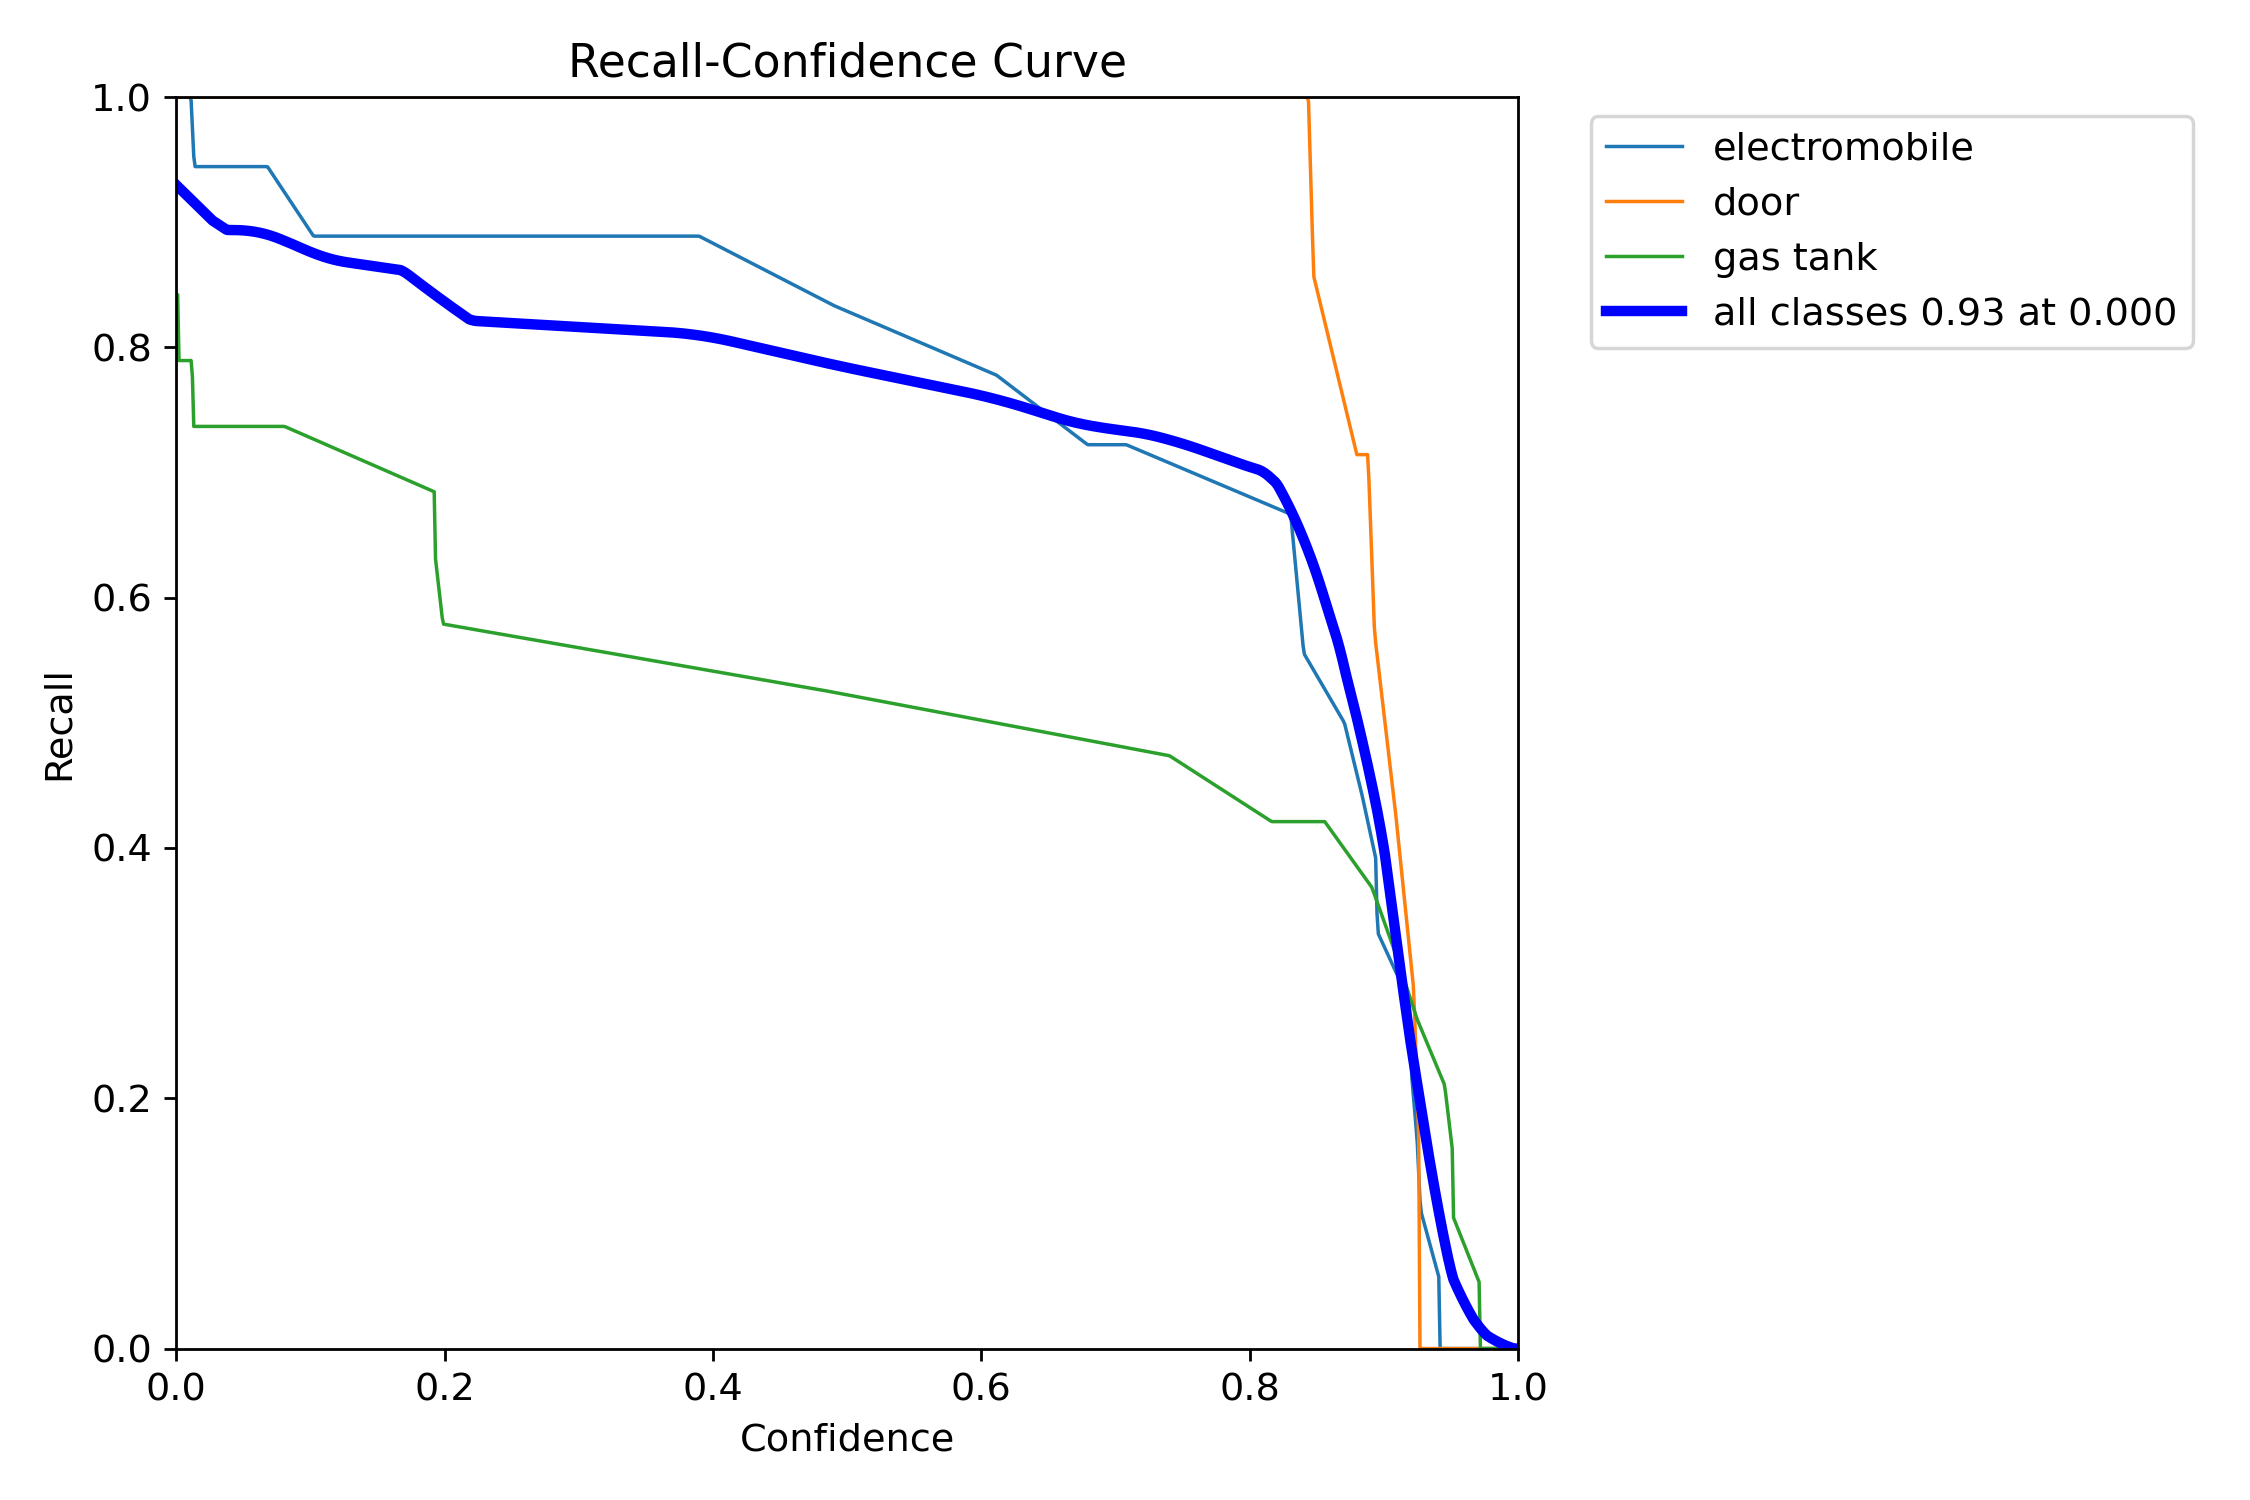 Recall-Confidence Curve
1.0
0.8
0.6
0.4
0.2
0.0
Recall
0.0 0.2 0.4 0.6 0.8 1.0
Confidence
electromobile
door
gas tank
all classes 0.93 at 0.000